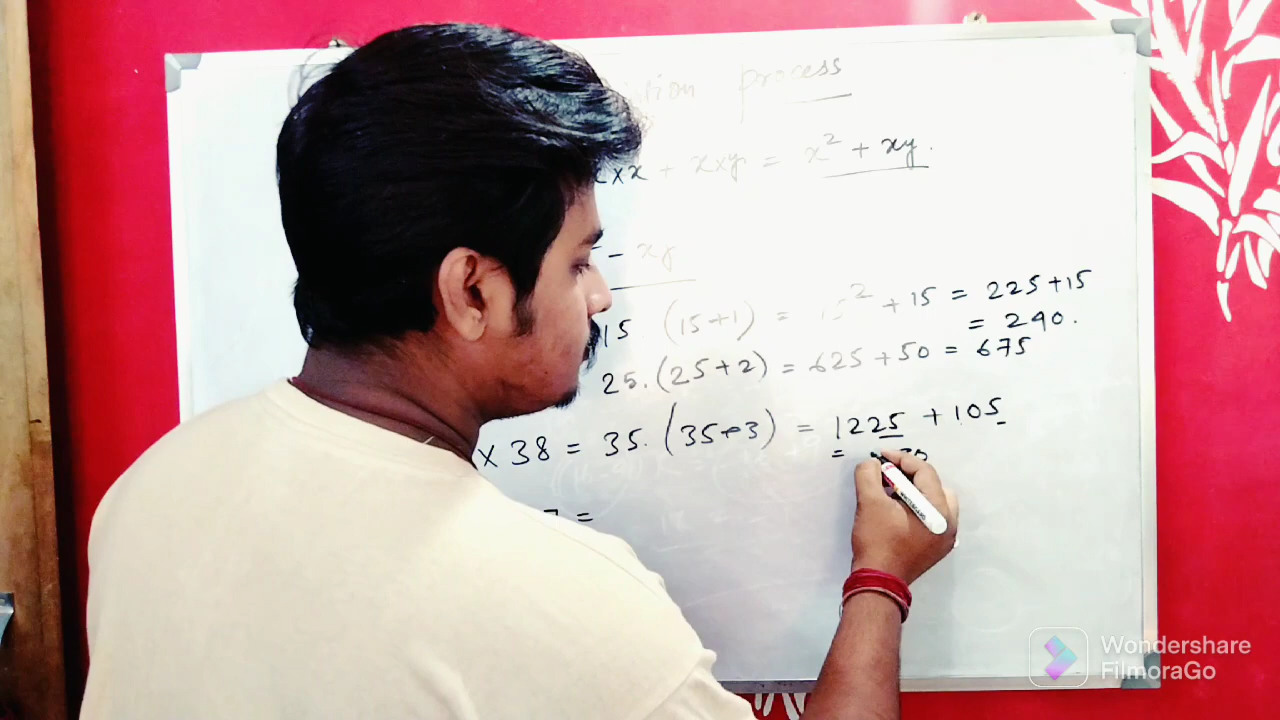 process
x×x + x×y = x² + xy.
- xy
15. (15+1) = 15² + 15 = 225+15
= 240.
25. (25+2) = 625 + 50 = 675
× 38 = 35. (35+3) = 1225 + 105
=
7 =
Wondershare
FilmoraGo